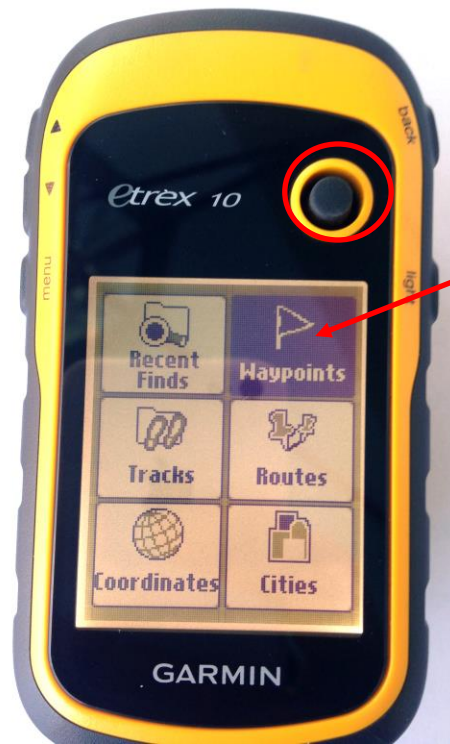 back
etrex 10
menu
light
Recent
Finds
Waypoints
Tracks
Routes
Coordinates
Cities
GARMIN